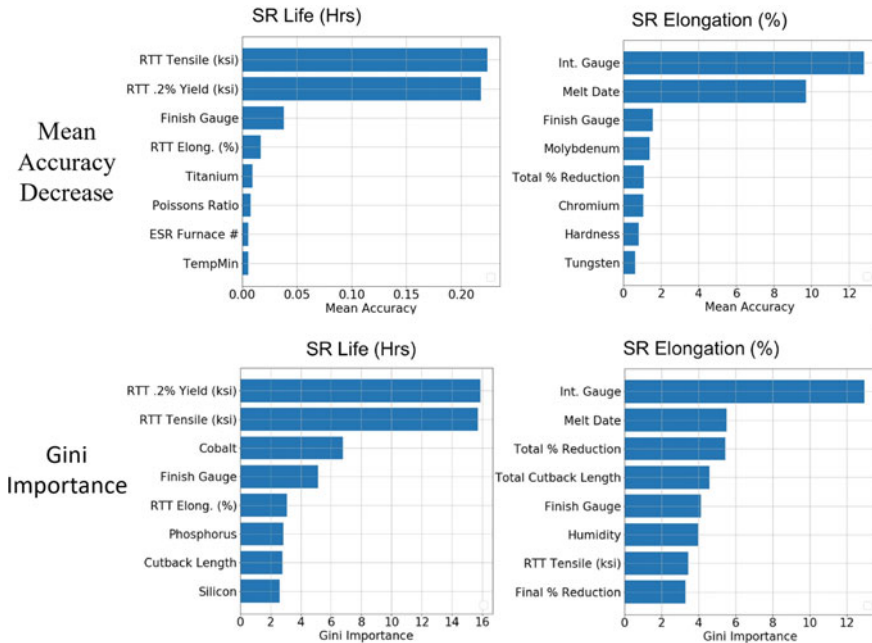 SR Life (Hrs)
RTT Tensile (ksi)
RTT .2% Yield (ksi)
Finish Gauge
RTT Elong. (%)
Titanium
Poissons Ratio
ESR Furnace #
TempMin
0.00 0.05 0.10 0.15 0.20
Mean Accuracy
SR Elongation (%)
Int. Gauge
Melt Date
Finish Gauge
Molybdenum
Total % Reduction
Chromium
Hardness
Tungsten
0 2 4 6 8 10 12
Mean Accuracy
Mean
Accuracy
Decrease
SR Life (Hrs)
RTT .2% Yield (ksi)
RTT Tensile (ksi)
Cobalt
Finish Gauge
RTT Elong. (%)
Phosphorus
Cutback Length
Silicon
0 2 4 6 8 10 12 14 16
Gini Importance
SR Elongation (%)
Int. Gauge
Melt Date
Total % Reduction
Total Cutback Length
Finish Gauge
Humidity
RTT Tensile (ksi)
Final % Reduction
0 2 4 6 8 10 12
Gini Importance
Gini
Importance